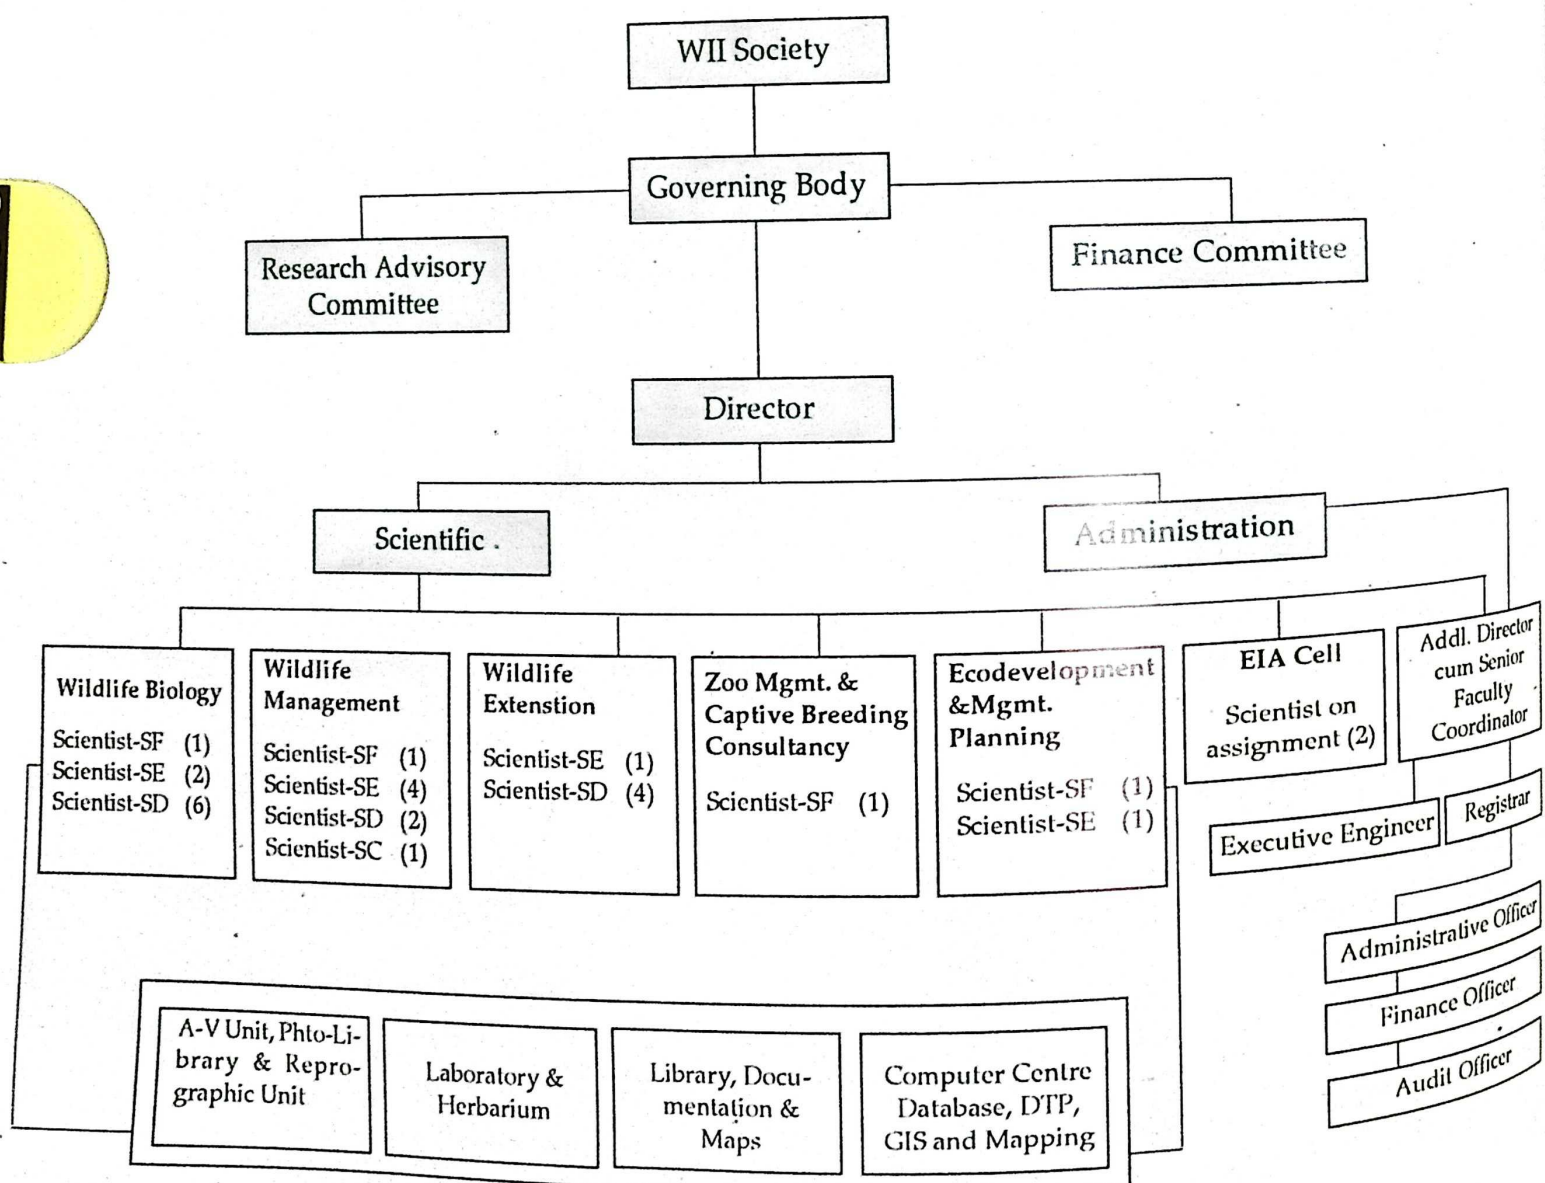 WII Society
Governing Body
Research Advisory
Committee
Finance Committee
Director
Scientific .
Administration
Wildlife Biology
Scientist-SF (1)
Scientist-SE (2)
Scientist-SD (6)
Wildlife
Management
Scientist-SF (1)
Scientist-SE (4)
Scientist-SD (2)
Scientist-SC (1)
Wildlife
Extenstion
Scientist-SE (1)
Scientist-SD (4)
Zoo Mgmt. &
Captive Breeding
Consultancy
Scientist-SF (1)
Ecodevelopment
&Mgmt.
Planning
Scientist-SF (1)
Scientist-SE (1)
EIA Cell
Scientist on
assignment (2)
Addl. Director
cum Senior
Faculty
Coordinator
Executive Engineer
Registrar
Administrative Officer
Finance Officer
Audit Officer
A-V Unit, Phto-Li-
brary & Repro-
graphic Unit
Laboratory &
Herbarium
Library, Docu-
mentation &
Maps
Computer Centre
Database, DTP,
GIS and Mapping